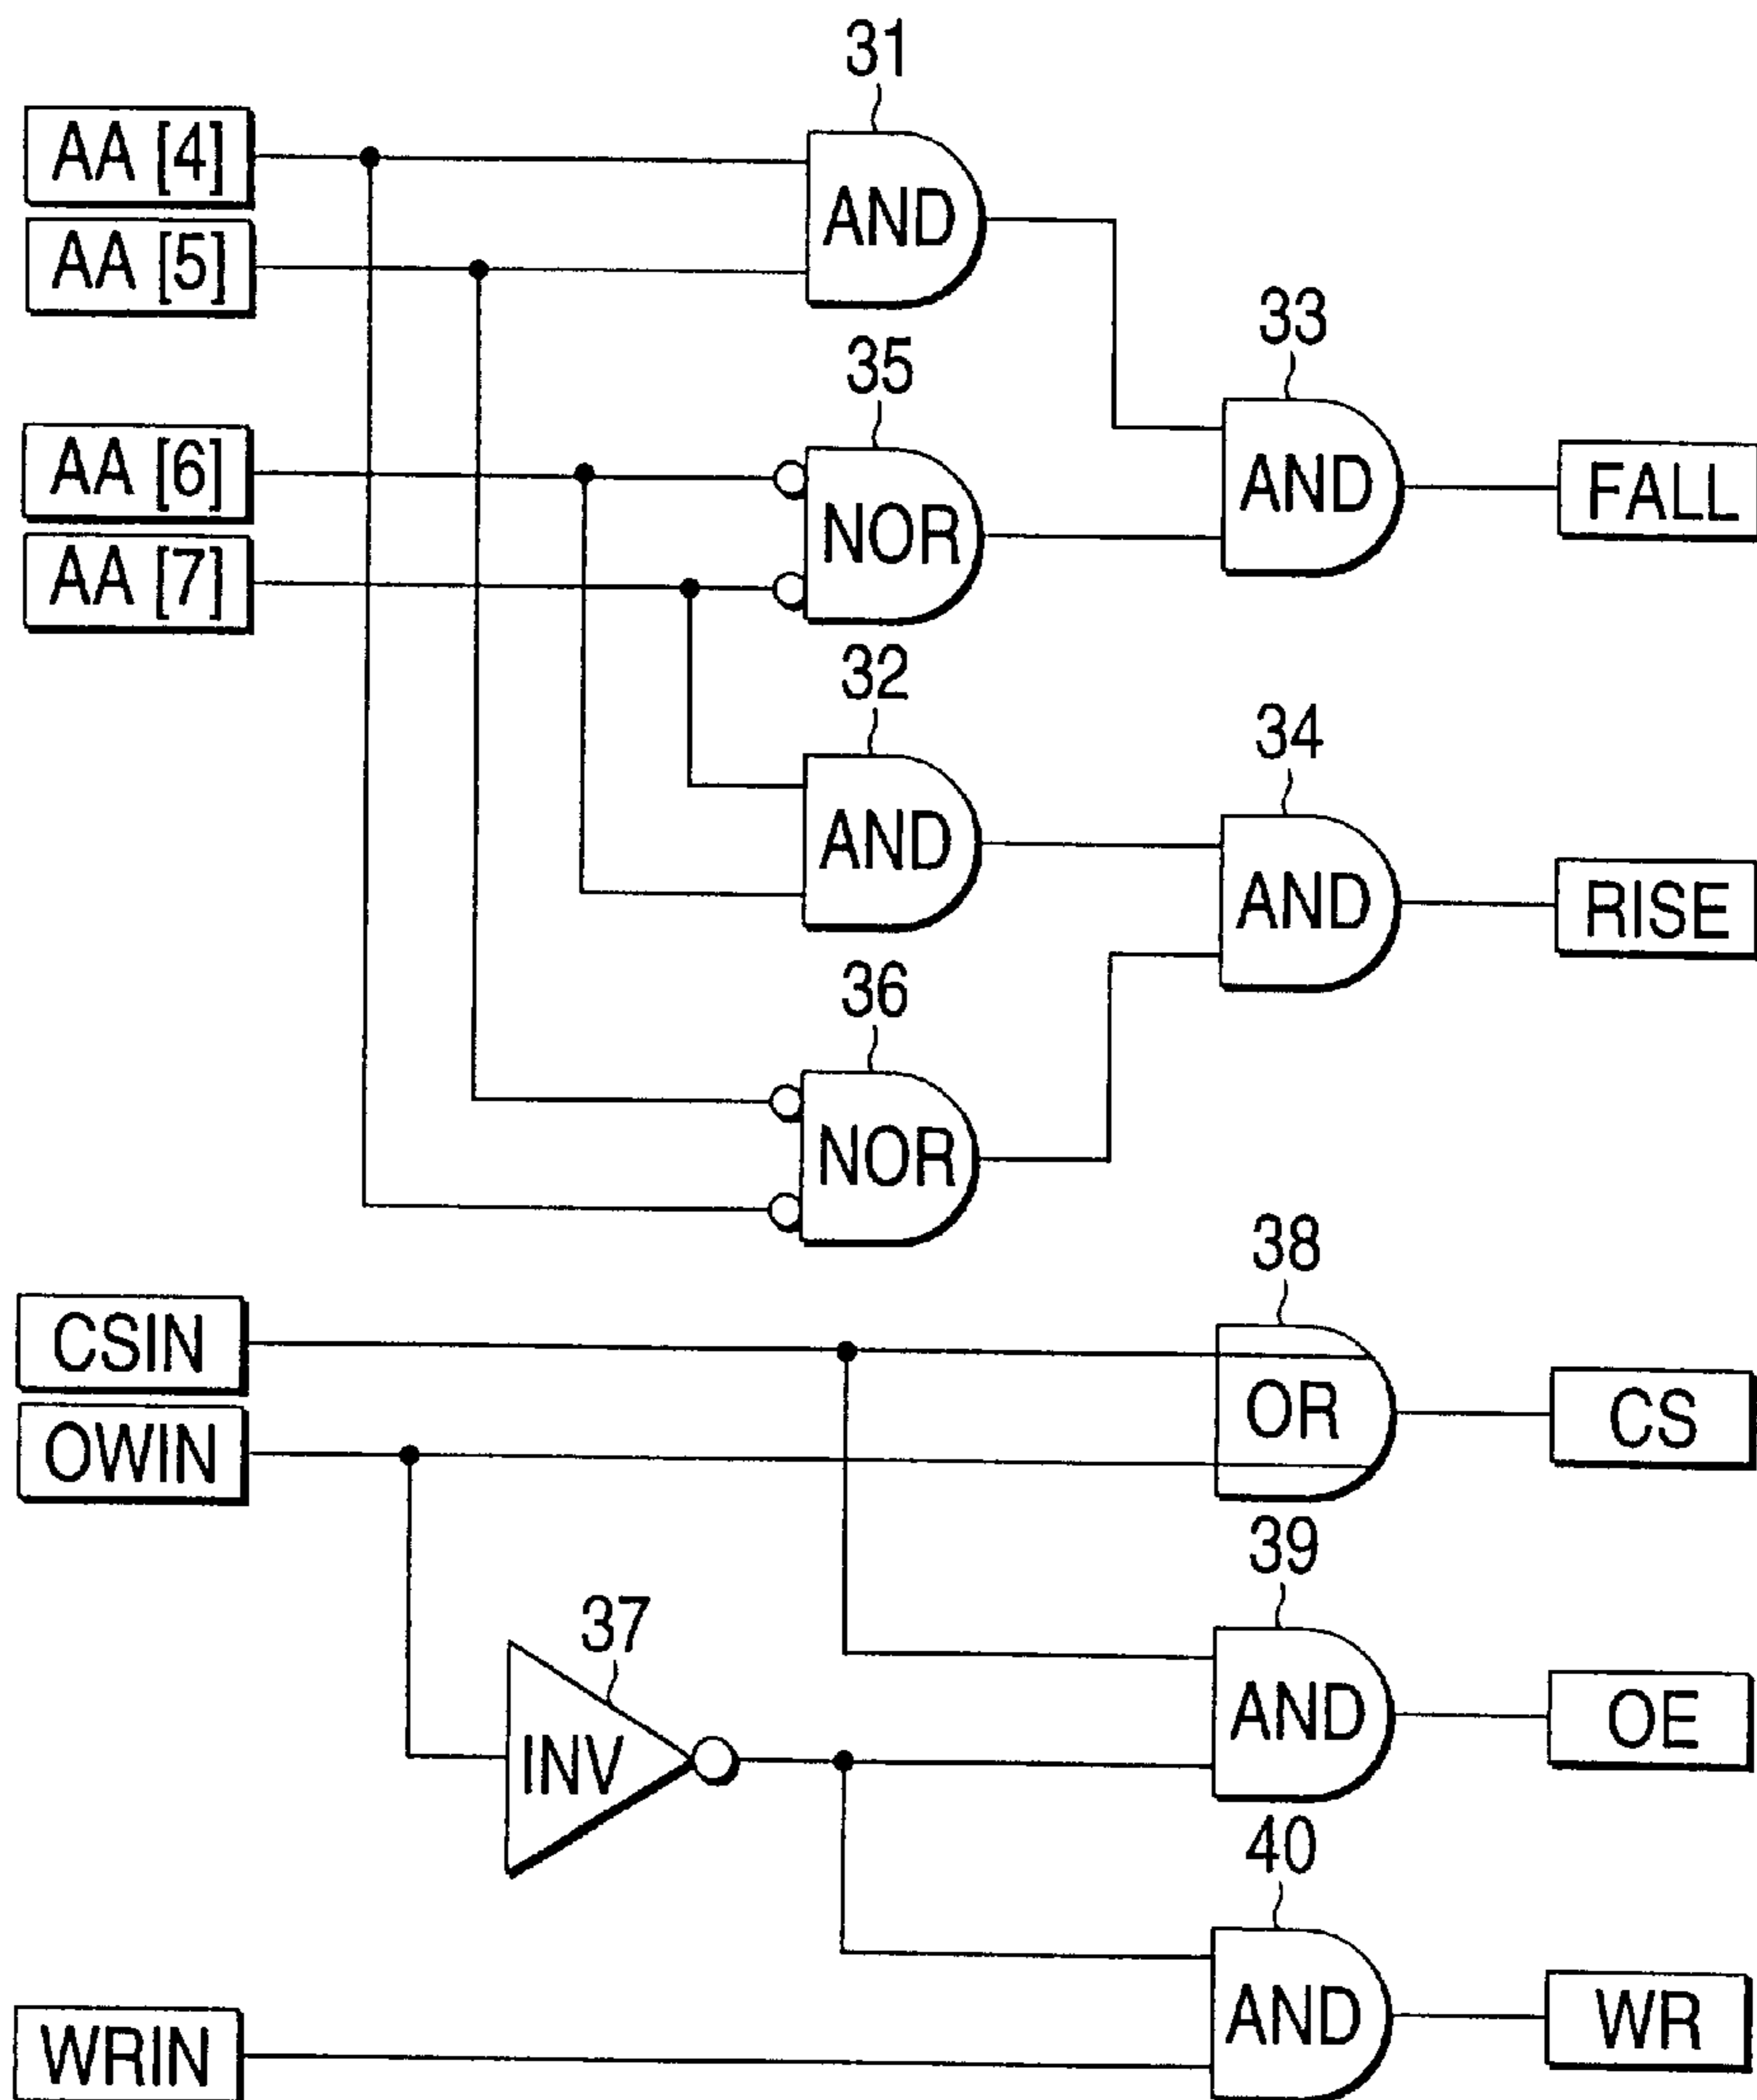 31
AA [4]
AND
AA [5]
33
35
AA [6]
AND
FALL
NOR
AA [7]
32
34
AND
AND
RISE
36
NOR
38
CSIN
OR
CS
OWIN
39
37
AND
OE
INV
40
AND
WR
WRIN